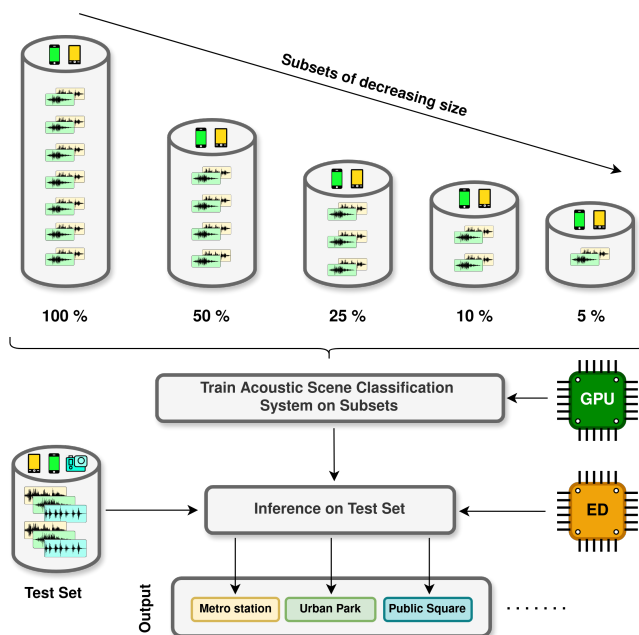 Subsets of decreasing size
100 %
50 %
25 %
10 %
5 %
Train Acoustic Scene Classification
System on Subsets
GPU
Inference on Test Set
ED
Test Set
Output
Metro station
Urban Park
Public Square
.......